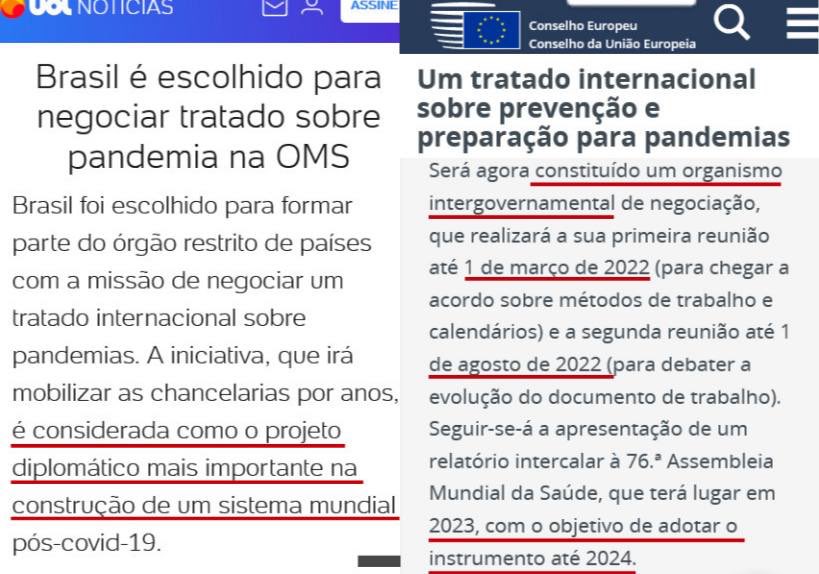 UOL NOTÍCIAS
ASSINE
Brasil é escolhido para
negociar tratado sobre
pandemia na OMS
Brasil foi escolhido para formar
parte do órgão restrito de países
com a missão de negociar um
tratado internacional sobre
pandemias. A iniciativa, que irá
mobilizar as chancelarias por anos,
é considerada como o projeto
diplomático mais importante na
construção de um sistema mundial
pós-covid-19.
Conselho Europeu
Conselho da União Europeia
Um tratado internacional
sobre prevenção e
preparação para pandemias
Será agora constituído um organismo
intergovernamental de negociação,
que realizará a sua primeira reunião
até 1 de março de 2022 (para chegar a
acordo sobre métodos de trabalho e
calendários) e a segunda reunião até 1
de agosto de 2022 (para debater a
evolução do documento de trabalho).
Seguir-se-á a apresentação de um
relatório intercalar à 76.ª Assembleia
Mundial da Saúde, que terá lugar em
2023, com o objetivo de adotar o
instrumento até 2024.